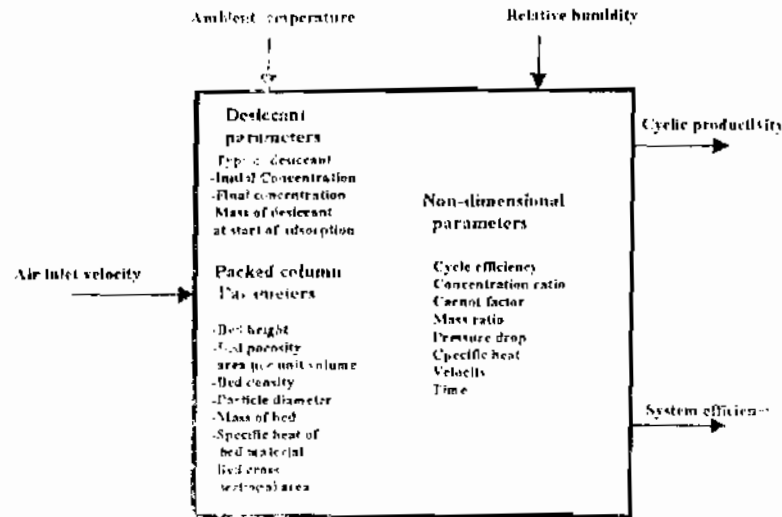 Ambient temperature
Relative humidity
Desiccant
parameters
Type of desiccant
-Initial Concentration
-Final concentration
Mass of desiccant
at start of adsorption
Cyclic productivity
Non-dimensional
parameters
Air inlet velocity
Packed column
Parameters
Cycle efficiency
Concentration ratio
Carnot factor
Mass ratio
Pressure drop
Cpecific heat
Velocity
Time
-Bed height
-Bed porosity
area per unit volume
-Bed density
-Particle diameter
-Mass of bed
-Specific heat of
bed material
Bed cross
sectional area
System efficien